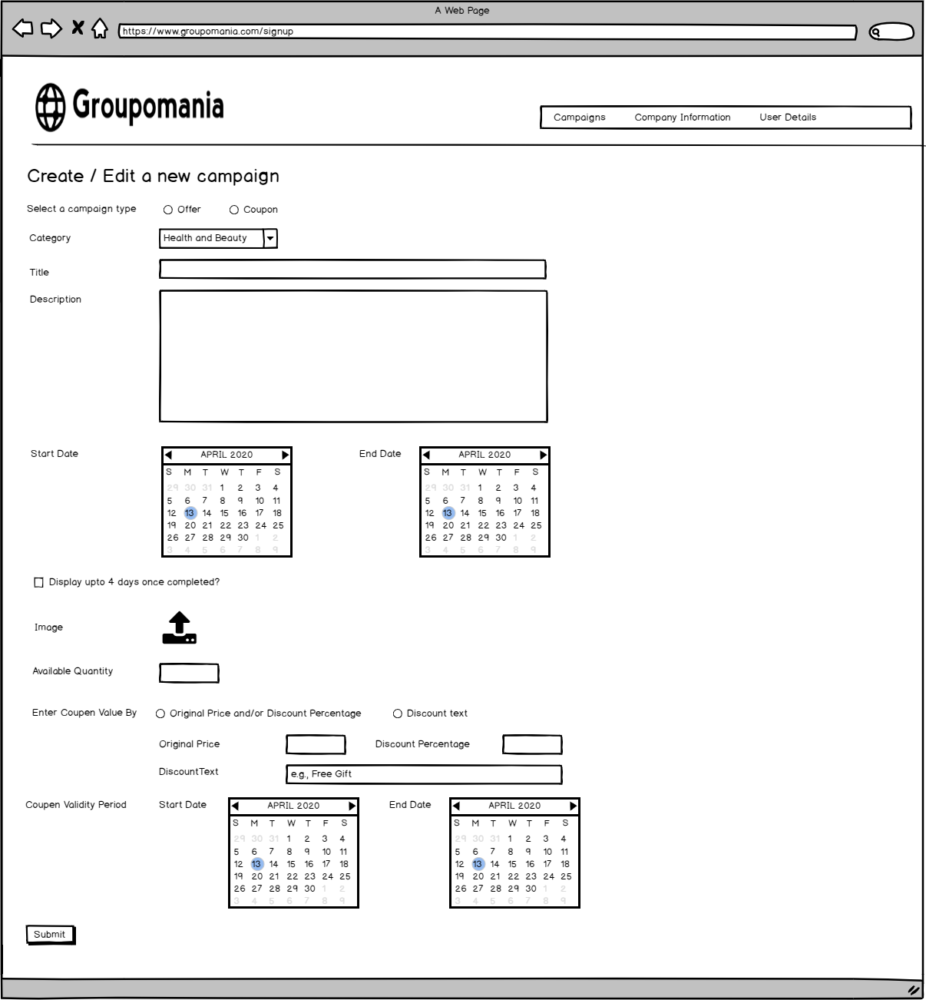 A Web Page
https://www.groupomania.com/signup
Groupomania
Campaigns Company Information User Details
Create / Edit a new campaign
Select a campaign type Offer Coupon
Category Health and Beauty
Title
Description
Start Date APRIL 2020 End Date APRIL 2020
S M T W T F S S M T W T F S
29 30 31 1 2 3 4 29 30 31 1 2 3 4
5 6 7 8 9 10 11 5 6 7 8 9 10 11
12 13 14 15 16 17 18 12 13 14 15 16 17 18
19 20 21 22 23 24 25 19 20 21 22 23 24 25
26 27 28 29 30 1 2 26 27 28 29 30 1 2
3 4 5 6 7 8 9 3 4 5 6 7 8 9
Display upto 4 days once completed?
Image
Available Quantity
Enter Coupen Value By Original Price and/or Discount Percentage Discount text
Original Price Discount Percentage
DiscountText e.g., Free Gift
Coupen Validity Period Start Date APRIL 2020 End Date APRIL 2020
S M T W T F S S M T W T F S
29 30 31 1 2 3 4 29 30 31 1 2 3 4
5 6 7 8 9 10 11 5 6 7 8 9 10 11
12 13 14 15 16 17 18 12 13 14 15 16 17 18
19 20 21 22 23 24 25 19 20 21 22 23 24 25
26 27 28 29 30 1 2 26 27 28 29 30 1 2
3 4 5 6 7 8 9 3 4 5 6 7 8 9
Submit